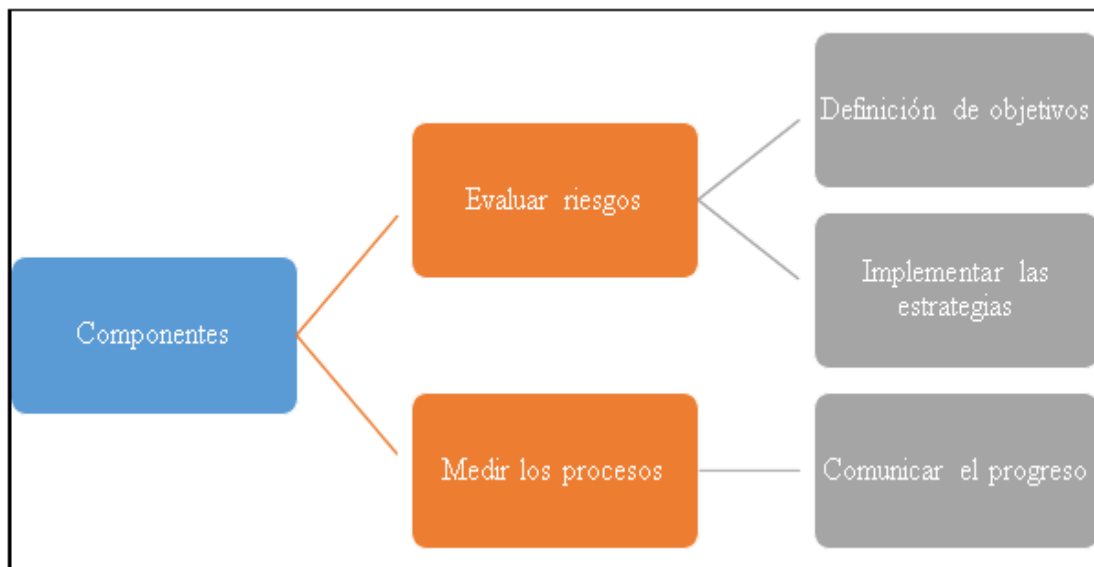 Componentes
Evaluar riesgos
Medir los procesos
Definición de objetivos
Implementar las
estrategias
Comunicar el progreso